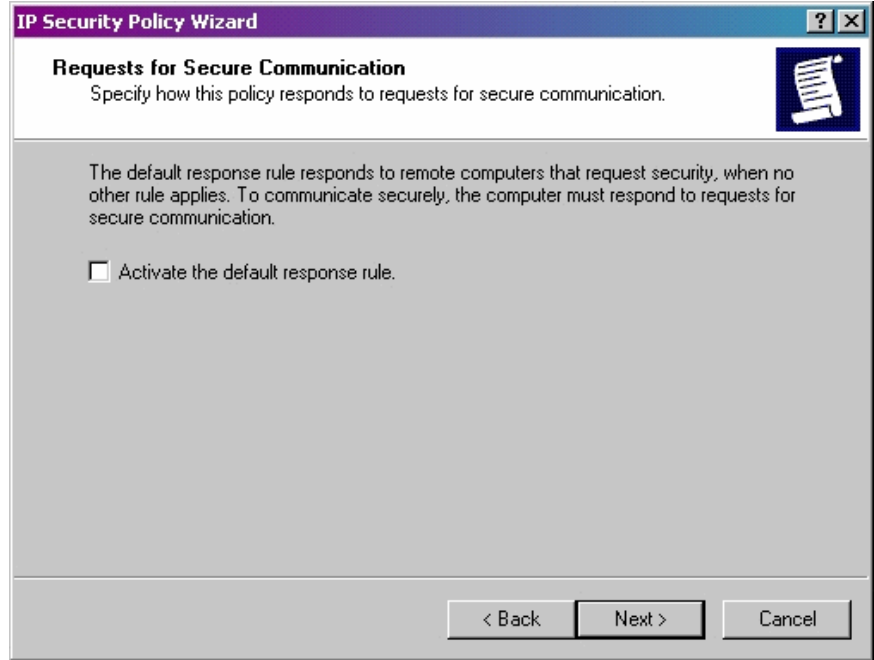 IP Security Policy Wizard
Requests for Secure Communication
Specify how this policy responds to requests for secure communication.
The default response rule responds to remote computers that request security, when no
other rule applies. To communicate securely, the computer must respond to requests for
secure communication.
Activate the default response rule.
< Back Next > Cancel